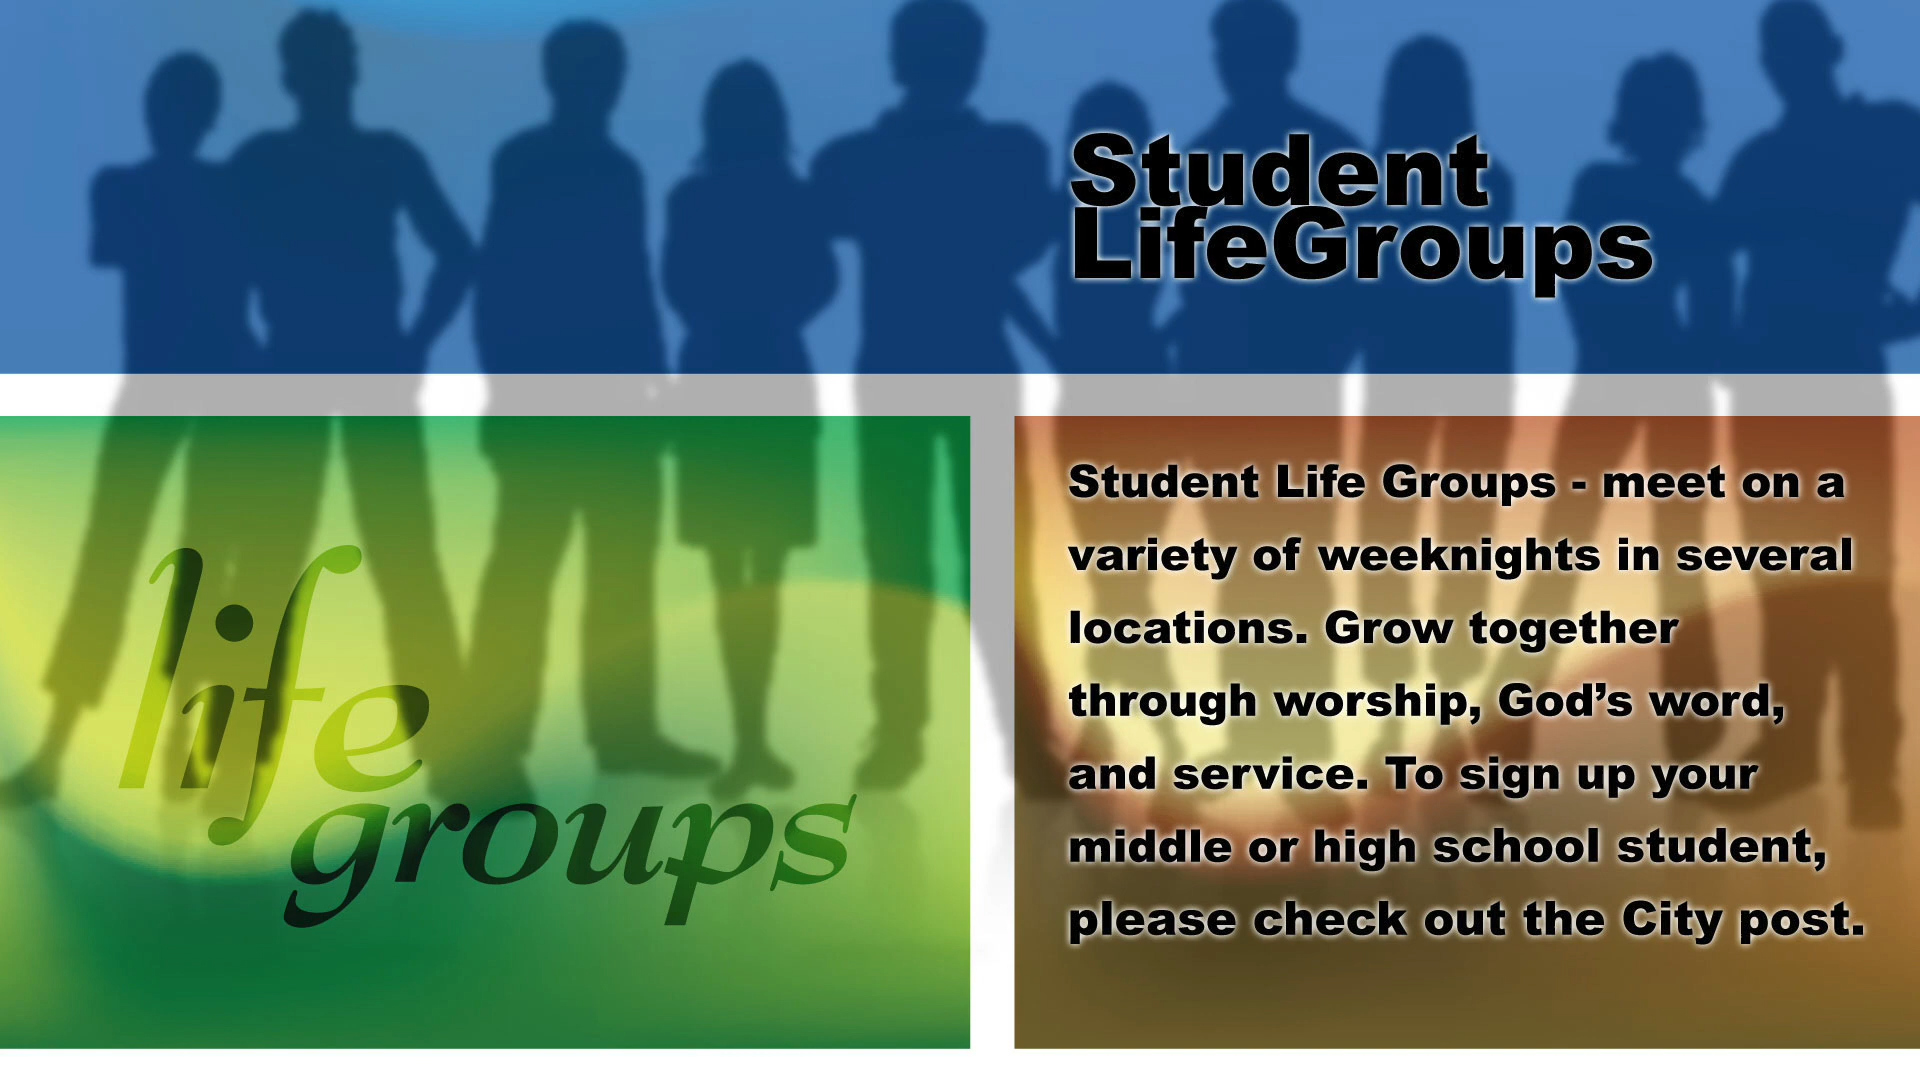 Student
LifeGroups
life
groups
Student Life Groups - meet on a
variety of weeknights in several
locations. Grow together
through worship, God’s word,
and service. To sign up your
middle or high school student,
please check out the City post.